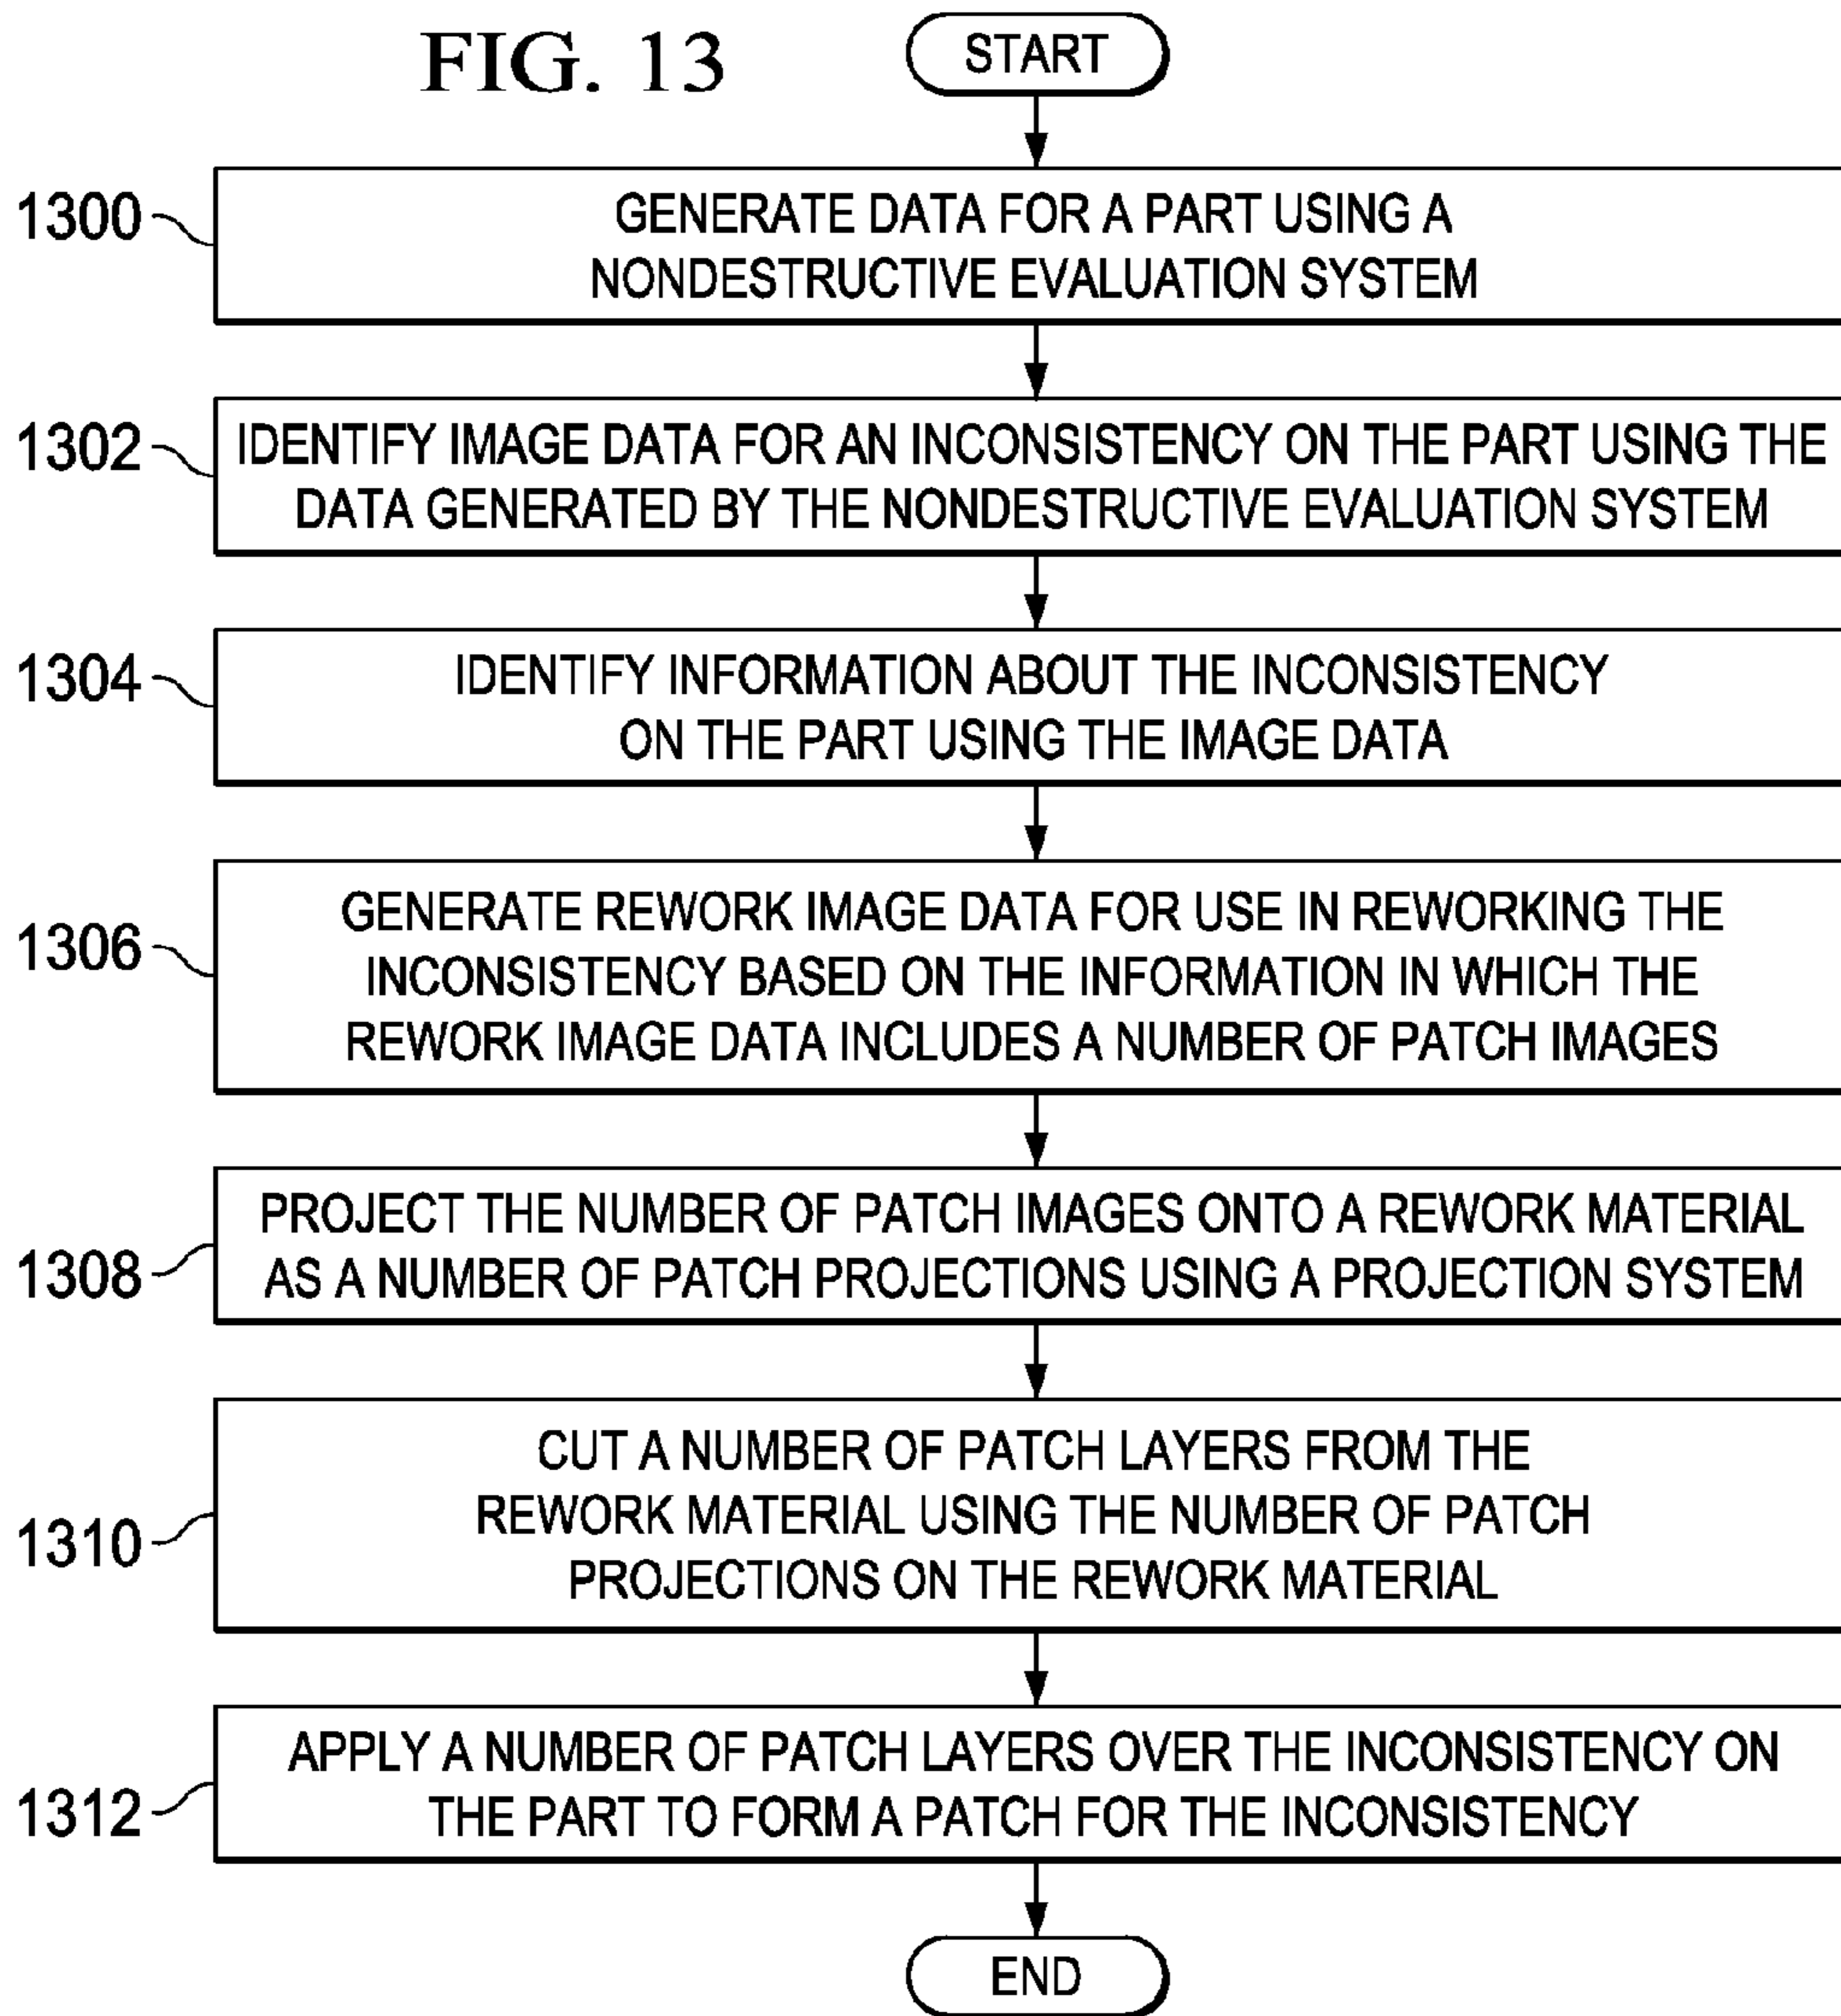 FIG. 13
START
1300
GENERATE DATA FOR A PART USING A
NONDESTRUCTIVE EVALUATION SYSTEM
1302
IDENTIFY IMAGE DATA FOR AN INCONSISTENCY ON THE PART USING THE
DATA GENERATED BY THE NONDESTRUCTIVE EVALUATION SYSTEM
1304
IDENTIFY INFORMATION ABOUT THE INCONSISTENCY
ON THE PART USING THE IMAGE DATA
1306
GENERATE REWORK IMAGE DATA FOR USE IN REWORKING THE
INCONSISTENCY BASED ON THE INFORMATION IN WHICH THE
REWORK IMAGE DATA INCLUDES A NUMBER OF PATCH IMAGES
1308
PROJECT THE NUMBER OF PATCH IMAGES ONTO A REWORK MATERIAL
AS A NUMBER OF PATCH PROJECTIONS USING A PROJECTION SYSTEM
1310
CUT A NUMBER OF PATCH LAYERS FROM THE
REWORK MATERIAL USING THE NUMBER OF PATCH
PROJECTIONS ON THE REWORK MATERIAL
1312
APPLY A NUMBER OF PATCH LAYERS OVER THE INCONSISTENCY ON
THE PART TO FORM A PATCH FOR THE INCONSISTENCY
END